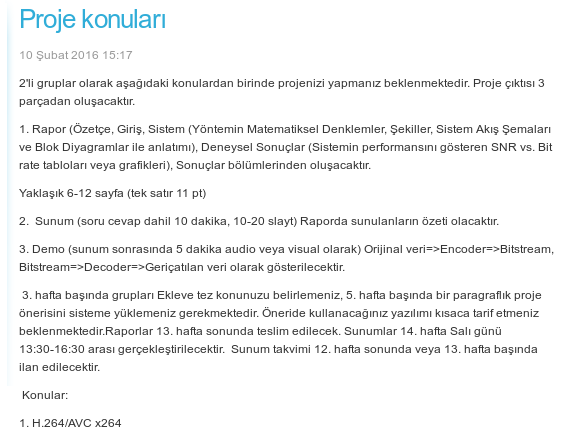 Proje konuları
10 Şubat 2016 15:17
2'li gruplar olarak aşağıdaki konulardan birinde projenizi yapmanız beklenmektedir. Proje çıktısı 3
parçadan oluşacaktır.
1. Rapor (Özetçe, Giriş, Sistem (Yöntemin Matematiksel Denklemler, Şekiller, Sistem Akış Şemaları
ve Blok Diyagramlar ile anlatımı), Deneysel Sonuçlar (Sistemin performansını gösteren SNR vs. Bit
rate tabloları veya grafikleri), Sonuçlar bölümlerinden oluşacaktır.
Yaklaşık 6-12 sayfa (tek satır 11 pt)
2.  Sunum (soru cevap dahil 10 dakika, 10-20 slayt) Raporda sunulanların özeti olacaktır.
3. Demo (sunum sonrasında 5 dakika audio veya visual olarak) Orijinal veri=>Encoder=>Bitstream,
Bitstream=>Decoder=>Geriçatılan veri olarak gösterilecektir.
3. hafta başında grupları Ekleve tez konunuzu belirlemeniz, 5. hafta başında bir paragraflık proje
önerisini sisteme yüklemeniz gerekmektedir. Öneride kullanacağınız yazılımı kısaca tarif etmeniz
beklenmektedir.Raporlar 13. hafta sonunda teslim edilecek. Sunumlar 14. hafta Salı günü
13:30-16:30 arası gerçekleştirilecektir.  Sunum takvimi 12. hafta sonunda veya 13. hafta başında
ilan edilecektir.
Konular:
1. H.264/AVC x264